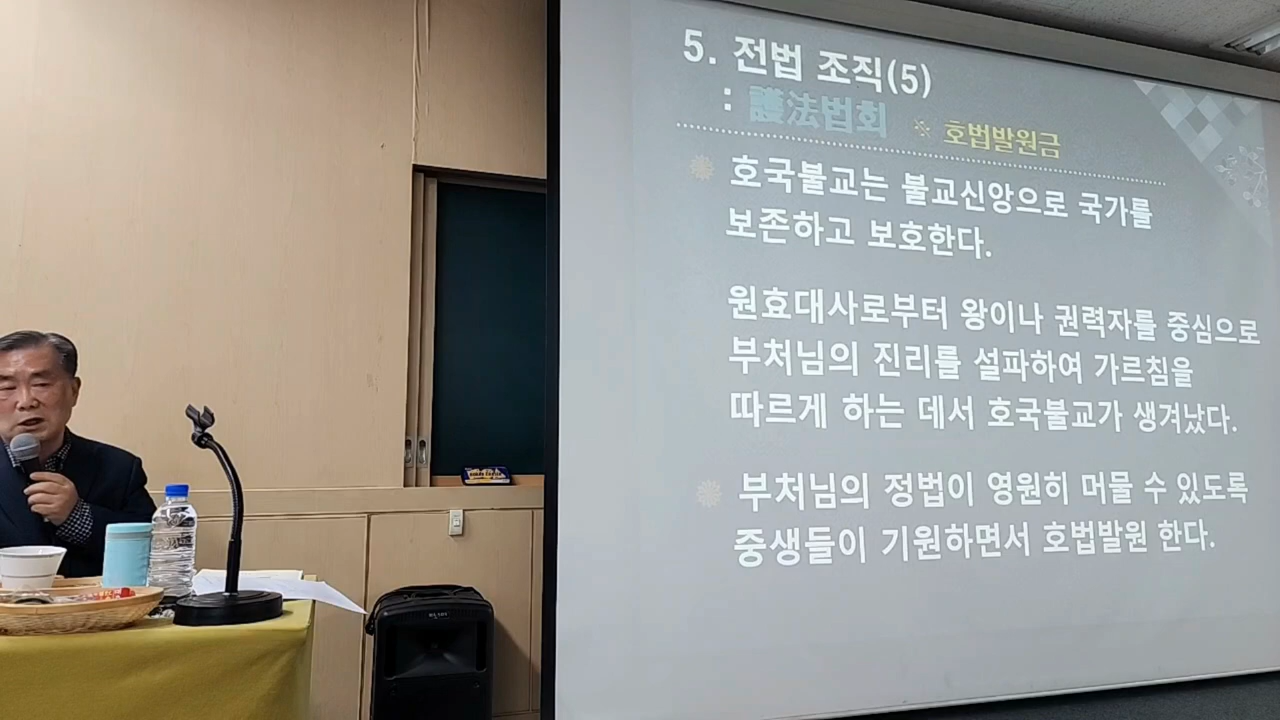 5. 전법 조직(5)
: 護法법회 ※ 호법발원금
호국불교는 불교신앙으로 국가를
보존하고 보호한다.
원효대사로부터 왕이나 권력자를 중심으로
부처님의 진리를 설파하여 가르침을
따르게 하는 데서 호국불교가 생겨났다.
부처님의 정법이 영원히 머물 수 있도록
중생들이 기원하면서 호법발원 한다.